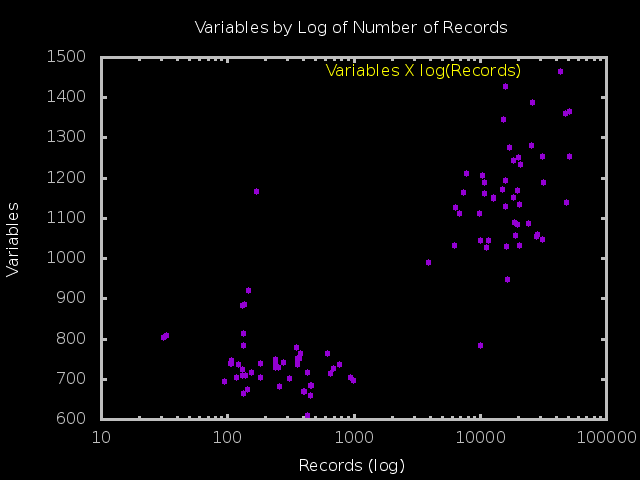 Variables by Log of Number of Records
Variables X log(Records)
1500
1400
1300
1200
1100
1000
900
800
700
600
Variables
10 100 1000 10000 100000
Records (log)